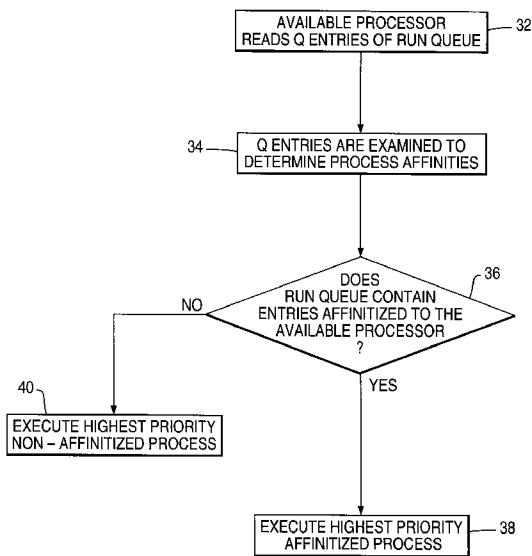 AVAILABLE PROCESSOR
READS Q ENTRIES OF RUN QUEUE
32
34
Q ENTRIES ARE EXAMINED TO
DETERMINE PROCESS AFFINITIES
36
DOES
RUN QUEUE CONTAIN
ENTRIES AFFINITIZED TO THE
AVAILABLE PROCESSOR
?
NO
YES
40
EXECUTE HIGHEST PRIORITY
NON – AFFINITIZED PROCESS
EXECUTE HIGHEST PRIORITY
AFFINITIZED PROCESS
38